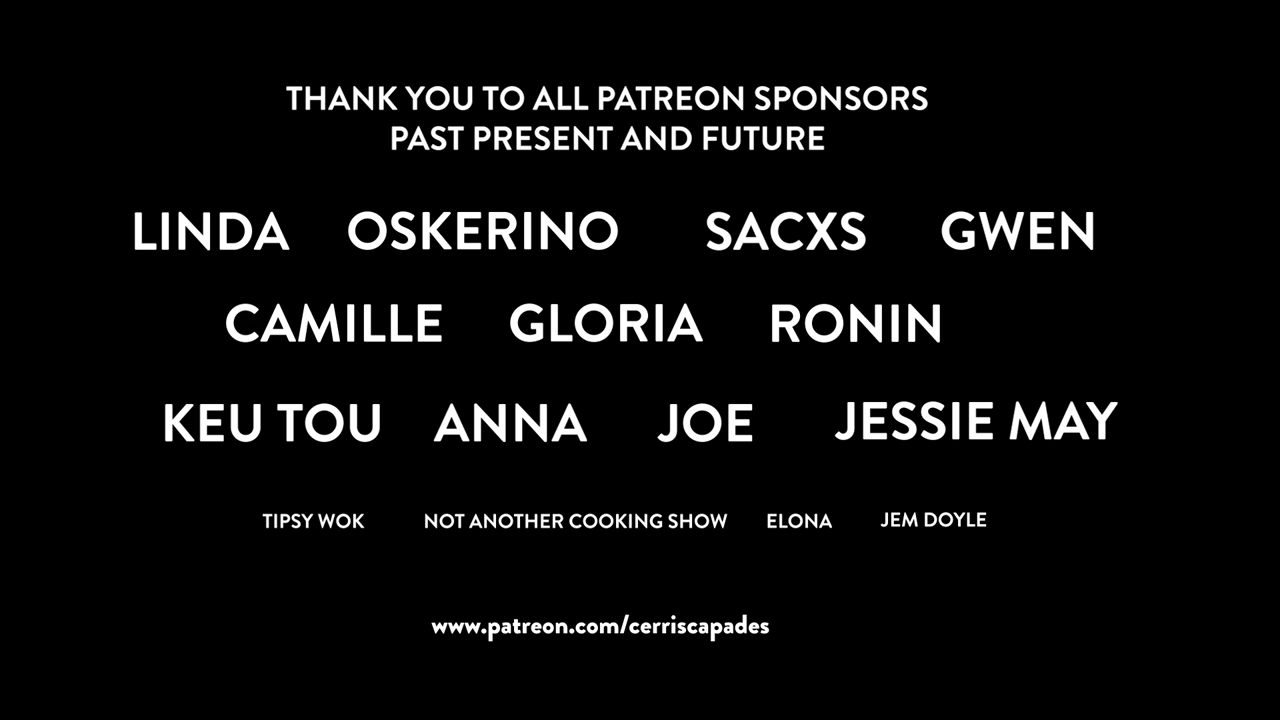 THANK YOU TO ALL PATREON SPONSORS
PAST PRESENT AND FUTURE
LINDA OSKERINO SACXS GWEN
CAMILLE GLORIA RONIN
KEU TOU ANNA JOE JESSIE MAY
TIPSY WOK NOT ANOTHER COOKING SHOW ELONA JEM DOYLE
www.patreon.com/cerriscapades